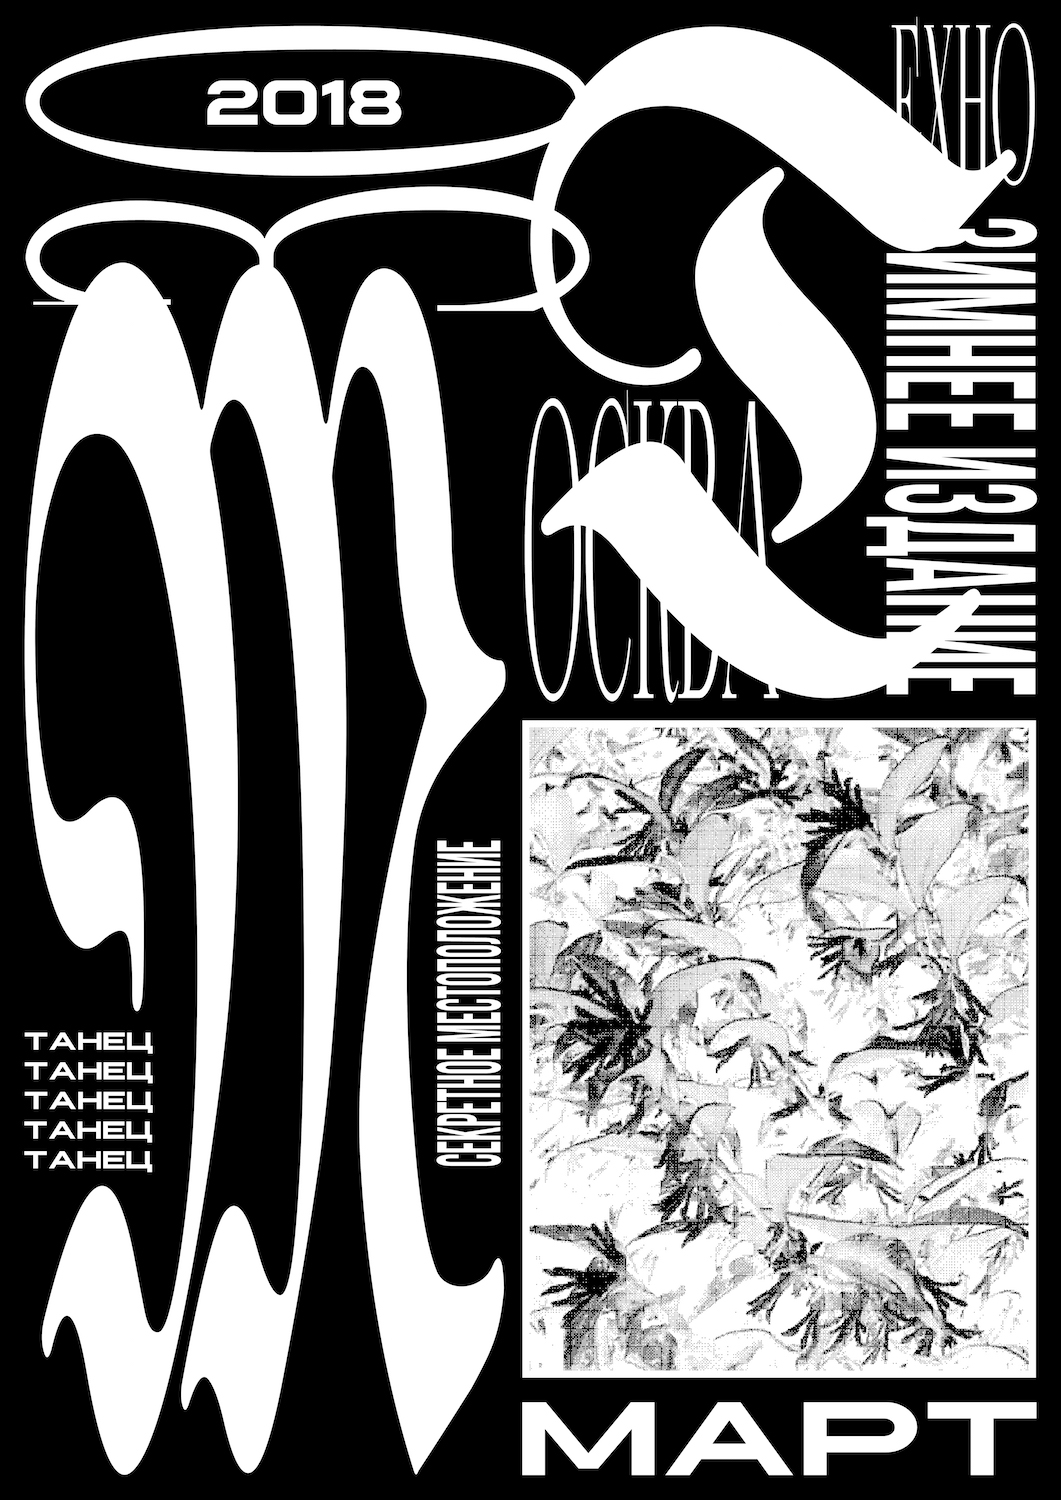 2018
Т
ЕХНО
ЗИМНЕЕ ИЗДАНИЕ
М
ОСКВА
СЕКРЕТНОЕ МЕСТОПОЛОЖЕНИЕ
ТАНЕЦ
ТАНЕЦ
ТАНЕЦ
ТАНЕЦ
ТАНЕЦ
МАРТ